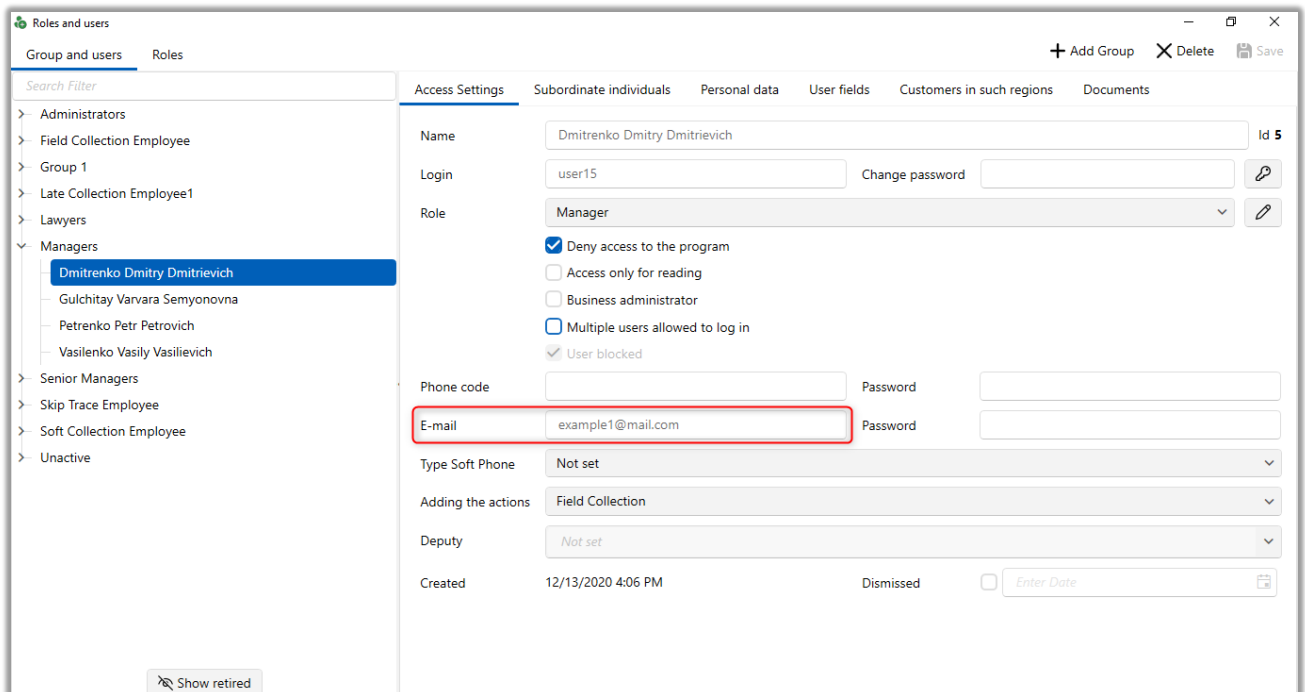 Roles and users
Group and users Roles
Add Group Delete Save
Search Filter
Administrators
Field Collection Employee
Group 1
Late Collection Employee1
Lawyers
Managers
Dmitrenko Dmitry Dmitrievich
Gulchitay Varvara Semyonovna
Petrenko Petr Petrovich
Vasilenko Vasily Vasilievich
Senior Managers
Skip Trace Employee
Soft Collection Employee
Unactive
Show retired
Access Settings Subordinate individuals Personal data User fields Customers in such regions Documents
Name Dmitrenko Dmitry Dmitrievich Id 5
Login user15 Change password
Role Manager
Deny access to the program
Access only for reading
Business administrator
Multiple users allowed to log in
User blocked
Phone code Password
E-mail example1@mail.com Password
Type Soft Phone Not set
Adding the actions Field Collection
Deputy Not set
Created 12/13/2020 4:06 PM Dismissed Enter Date